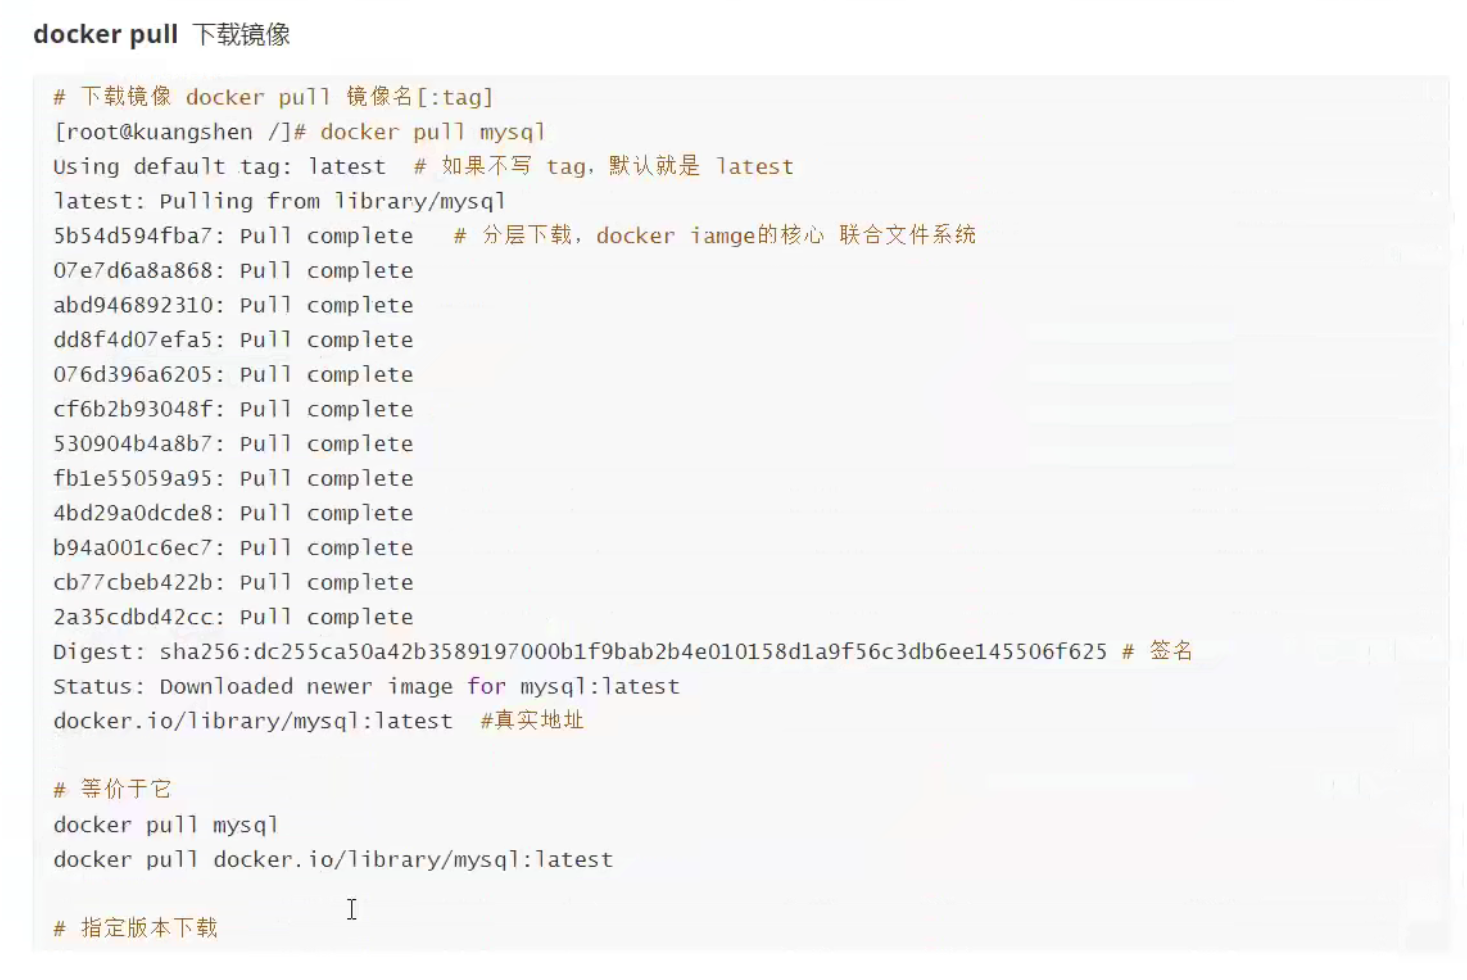 docker pull 下载镜像
# 下载镜像 docker pull 镜像名[:tag]
[root@kuangshen /]# docker pull mysql
Using default tag: latest  # 如果不写 tag，默认就是 latest
latest: Pulling from library/mysql
5b54d594fba7: Pull complete   # 分层下载，docker iamge的核心 联合文件系统
07e7d6a8a868: Pull complete
abd946892310: Pull complete
dd8f4d07efa5: Pull complete
076d396a6205: Pull complete
cf6b2b93048f: Pull complete
530904b4a8b7: Pull complete
fb1e55059a95: Pull complete
4bd29a0dcde8: Pull complete
b94a001c6ec7: Pull complete
cb77cbeb422b: Pull complete
2a35cdbd42cc: Pull complete
Digest: sha256:dc255ca50a42b3589197000b1f9bab2b4e010158d1a9f56c3db6ee145506f625 # 签名
Status: Downloaded newer image for mysql:latest
docker.io/library/mysql:latest  #真实地址
# 等价于它
docker pull mysql
docker pull docker.io/library/mysql:latest
# 指定版本下载